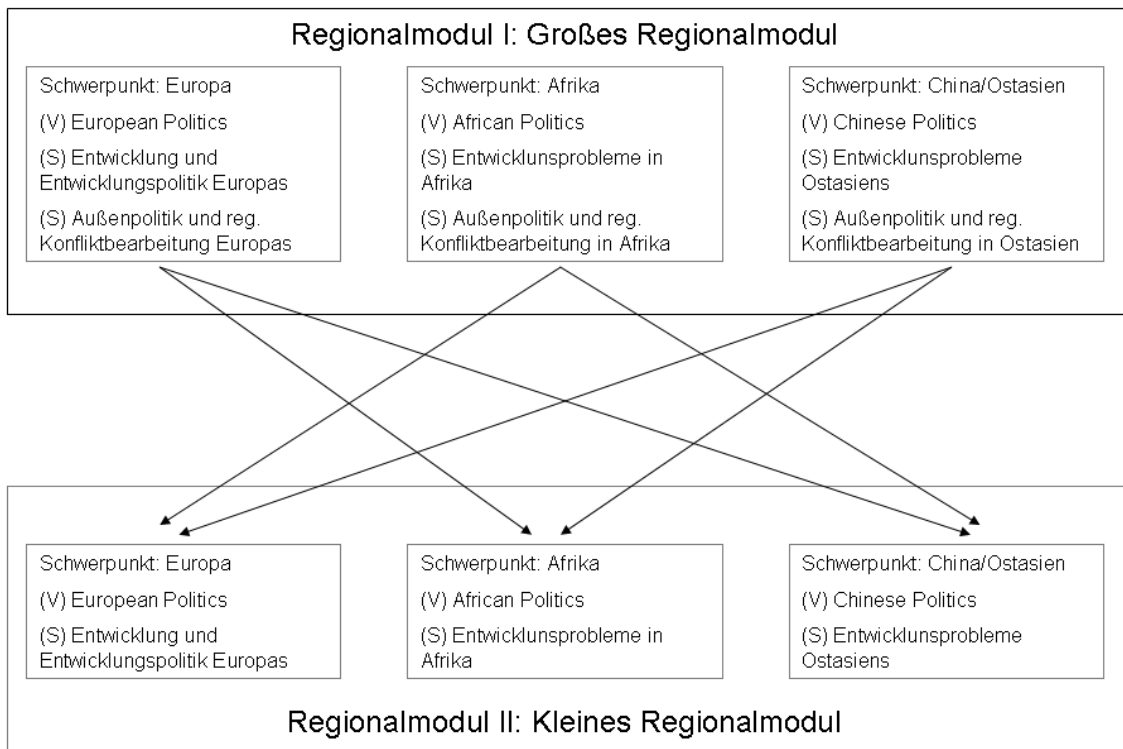 Regionalmodul I: Großes Regionalmodul
Schwerpunkt: Europa
(V) European Politics
(S) Entwicklung und
Entwicklungspolitik Europas
(S) Außenpolitik und reg.
Konfliktbearbeitung Europas
Schwerpunkt: Afrika
(V) African Politics
(S) Entwicklunsprobleme in
Afrika
(S) Außenpolitik und reg.
Konfliktbearbeitung in Afrika
Schwerpunkt: China/Ostasien
(V) Chinese Politics
(S) Entwicklunsprobleme
Ostasiens
(S) Außenpolitik und reg.
Konfliktbearbeitung in Ostasien
Schwerpunkt: Europa
(V) European Politics
(S) Entwicklung und
Entwicklungspolitik Europas
Schwerpunkt: Afrika
(V) African Politics
(S) Entwicklunsprobleme in
Afrika
Schwerpunkt: China/Ostasien
(V) Chinese Politics
(S) Entwicklunsprobleme
Ostasiens
Regionalmodul II: Kleines Regionalmodul